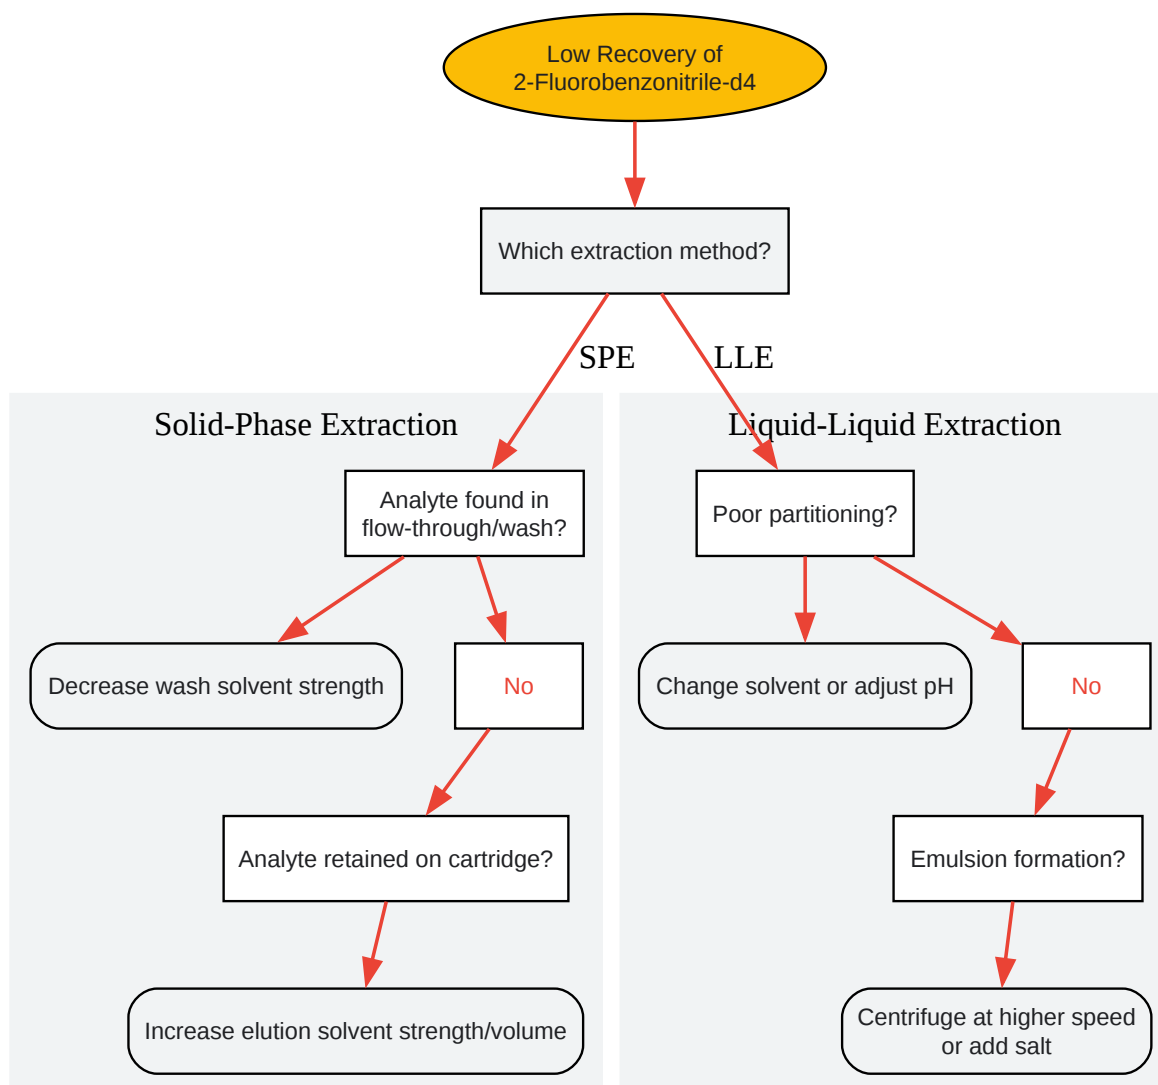 Low Recovery of
2-Fluorobenzonitrile-d4
Which extraction method?
SPE
LLE
Solid-Phase Extraction
Liquid-Liquid Extraction
Analyte found in
flow-through/wash?
Poor partitioning?
Decrease wash solvent strength
No
Change solvent or adjust pH
No
Analyte retained on cartridge?
Emulsion formation?
Increase elution solvent strength/volume
Centrifuge at higher speed
or add salt